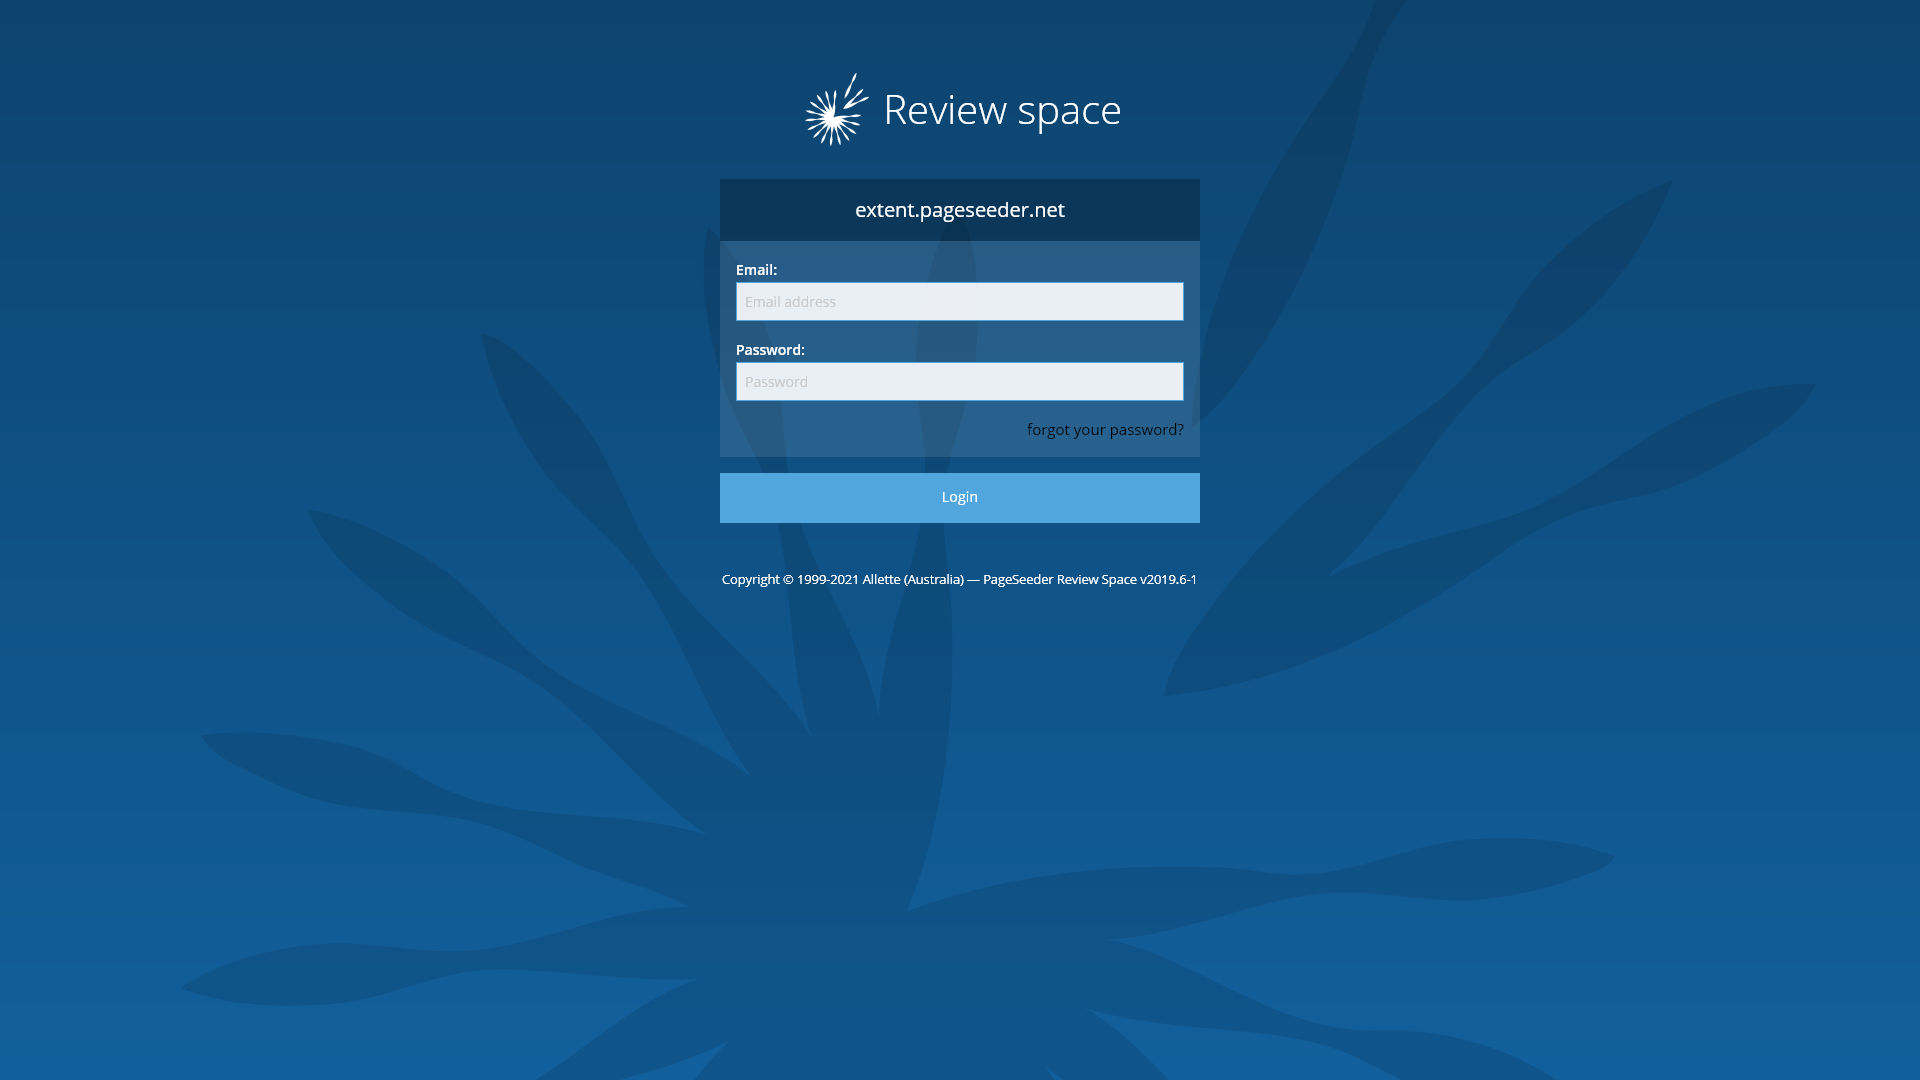 Review space
extent.pageseeder.net
Email:
Email address
Password:
Password
forgot your password?
Login
Copyright © 1999-2021 Allette (Australia) — PageSeeder Review Space v2019.6-1